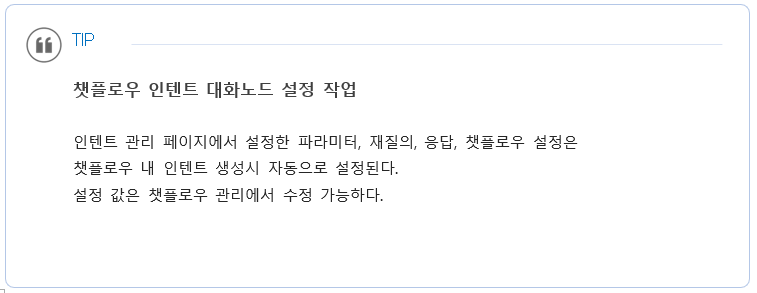 TIP
챗플로우 인텐트 대화노드 설정 작업
인텐트 관리 페이지에서 설정한 파라미터, 재질의, 응답, 챗플로우 설정은
챗플로우 내 인텐트 생성시 자동으로 설정된다.
설정 값은 챗플로우 관리에서 수정 가능하다.